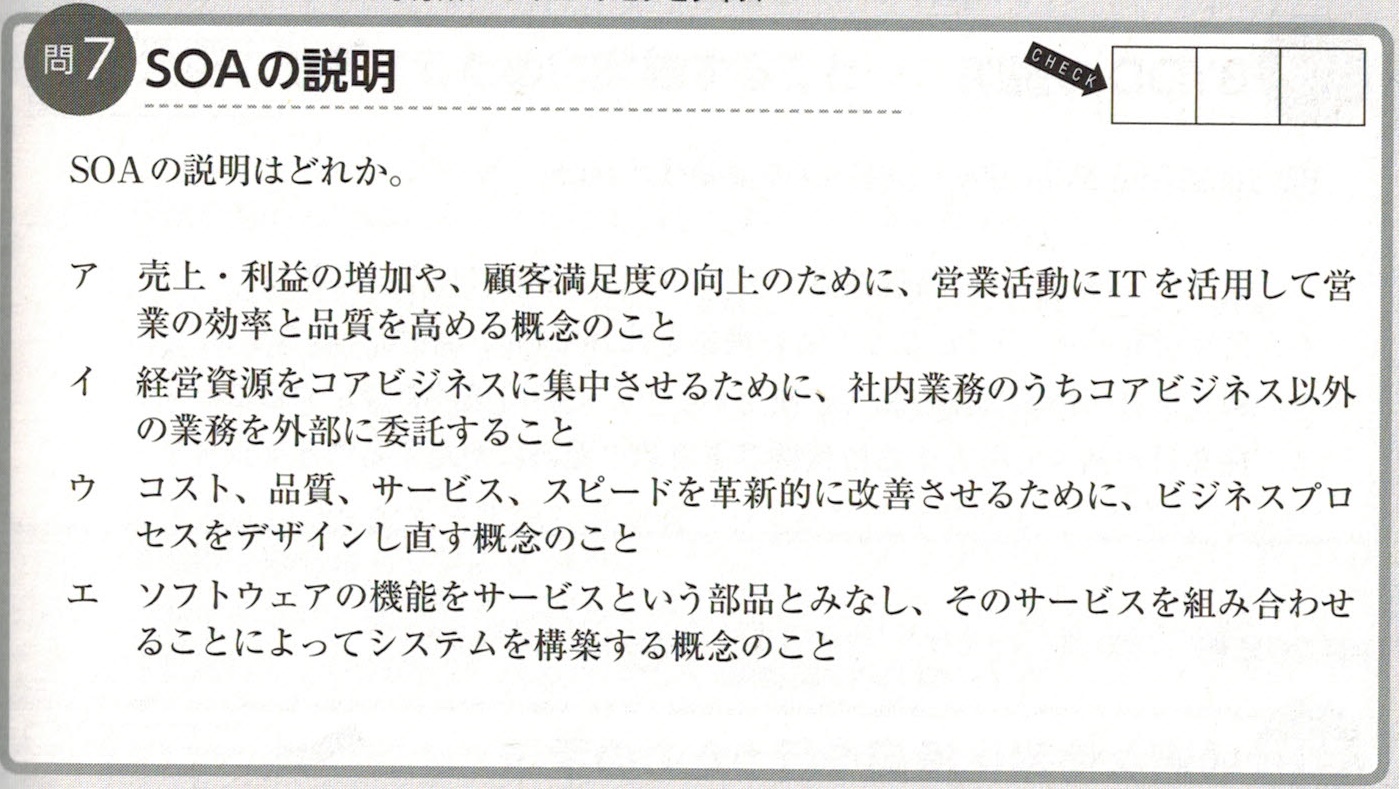 問7 SOAの説明
CHECK
SOAの説明はどれか。
ア 売上・利益の増加や、顧客満足度の向上のために、営業活動にITを活用して営
業の効率と品質を高める概念のこと
イ 経営資源をコアビジネスに集中させるために、社内業務のうちコアビジネス以外
の業務を外部に委託すること
ウ コスト、品質、サービス、スピードを革新的に改善させるために、ビジネスプロ
セスをデザインし直す概念のこと
エ ソフトウェアの機能をサービスという部品とみなし、そのサービスを組み合わせ
ることによってシステムを構築する概念のこと